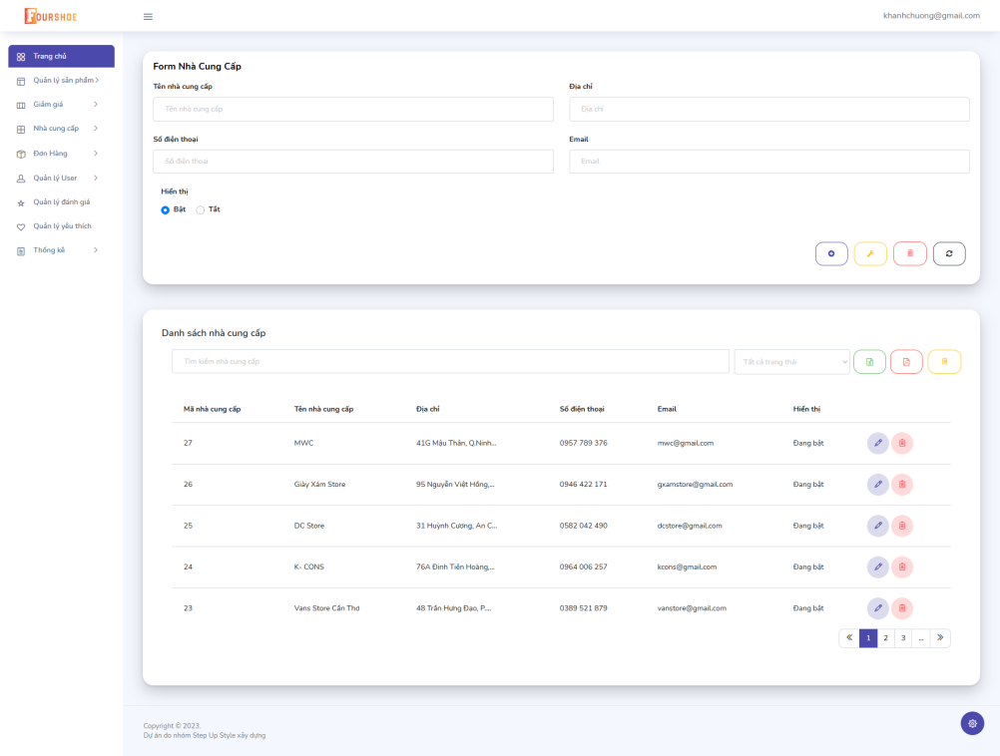 FOURSHOE
khanhchuong@gmail.com
Trang chủ
Quản lý sản phẩm
Giảm giá
Nhà cung cấp
Đơn Hàng
Quản lý User
Quản lý đánh giá
Quản lý yêu thích
Thống kê
Form Nhà Cung Cấp
Tên nhà cung cấp
Địa chỉ
Tên nhà cung cấp
Địa chỉ
Số điện thoại
Email
Số điện thoại
Email
Hiển thị
Bật Tắt
Danh sách nhà cung cấp
Tìm kiếm nhà cung cấp
Tất cả trạng thái
Mã nhà cung cấp Tên nhà cung cấp Địa chỉ Số điện thoại Email Hiển thị
27 MWC 41G Mậu Thân, Q.Ninh... 0957 789 376 mwc@gmail.com Đang bật
26 Giày Xám Store 95 Nguyễn Việt Hồng,... 0946 422 171 gxamstore@gmail.com Đang bật
25 DC Store 31 Huỳnh Cương, An C... 0582 042 490 dcstore@gmail.com Đang bật
24 K- CONS 76A Đinh Tiên Hoàng,... 0964 006 257 kcons@gmail.com Đang bật
23 Vans Store Cần Thơ 48 Trần Hưng Đạo, P.... 0389 521 879 vanstore@gmail.com Đang bật
« 1 2 3 ... »
Copyright © 2023.
Dự án do nhóm Step Up Style xây dựng